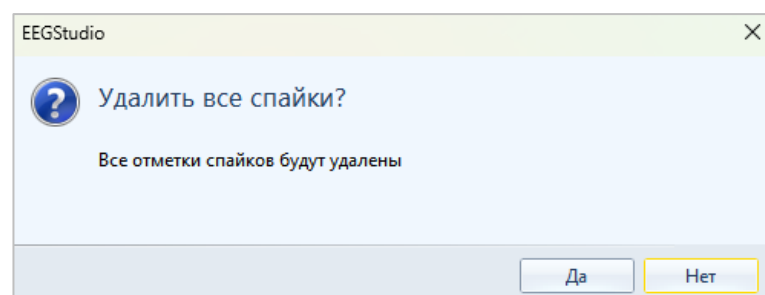 EEGStudio
Удалить все спайки?
Все отметки спайков будут удалены
Да
Нет